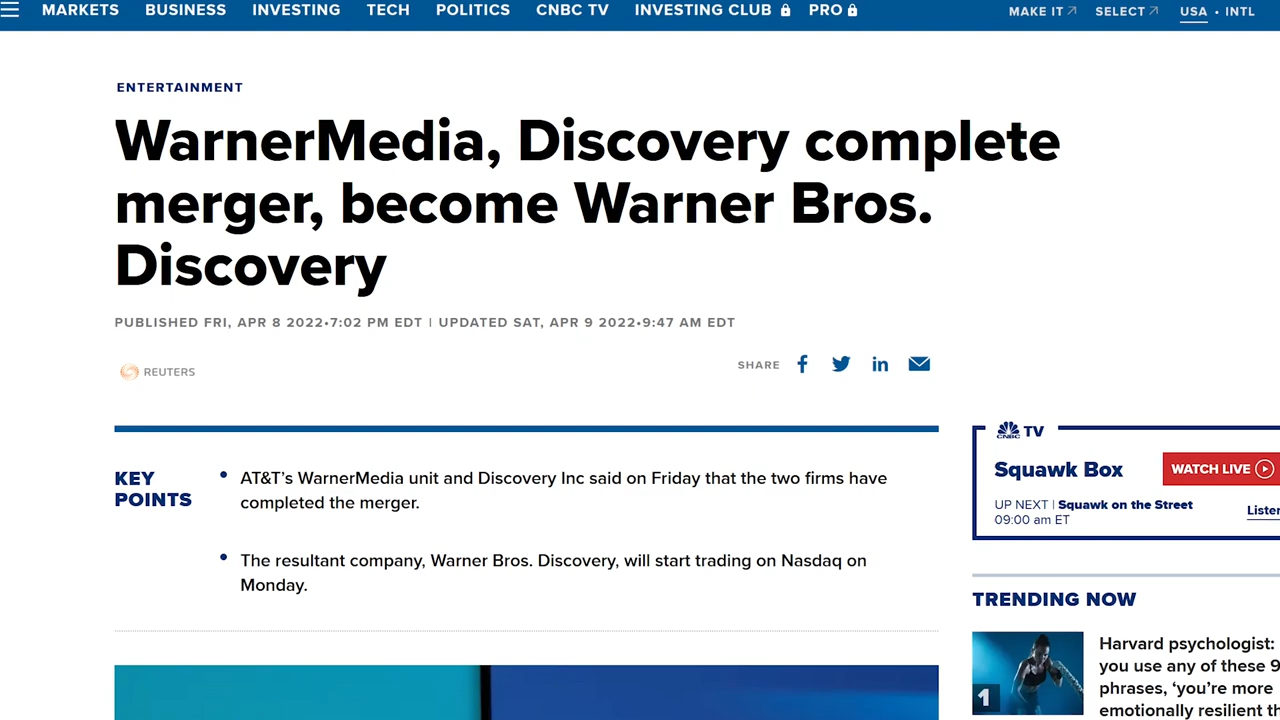 MARKETS BUSINESS INVESTING TECH POLITICS CNBC TV INVESTING CLUB PRO MAKE IT SELECT USA • INTL
ENTERTAINMENT
WarnerMedia, Discovery complete
merger, become Warner Bros.
Discovery
PUBLISHED FRI, APR 8 2022•7:02 PM EDT | UPDATED SAT, APR 9 2022•9:47 AM EDT
REUTERS
SHARE
KEY
POINTS
• AT&T’s WarnerMedia unit and Discovery Inc said on Friday that the two firms have
completed the merger.
• The resultant company, Warner Bros. Discovery, will start trading on Nasdaq on
Monday.
CNBC TV
Squawk Box
WATCH LIVE
UP NEXT | Squawk on the Street
09:00 am ET
Listen
TRENDING NOW
1
Harvard psychologist:
you use any of these 9
phrases, ‘you’re more
emotionally resilient th